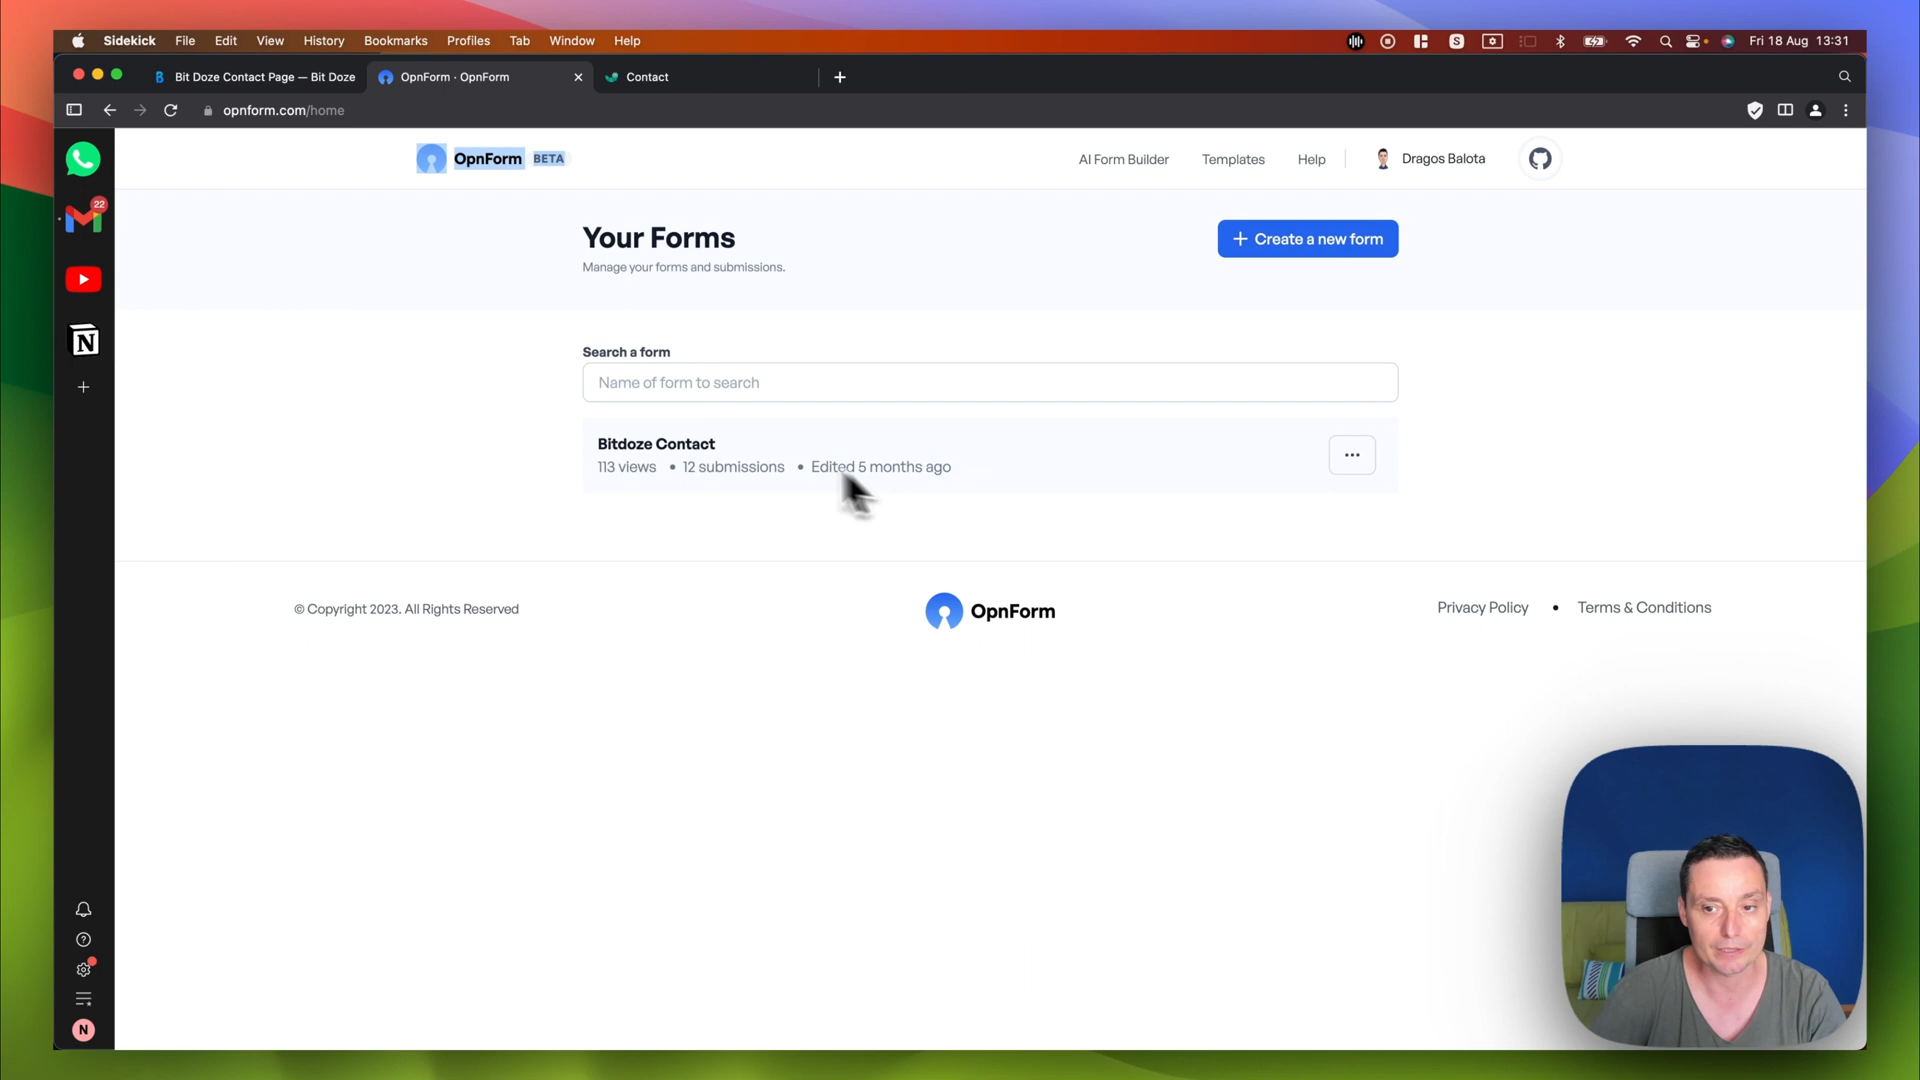 Sidekick File Edit View History Bookmarks Profiles Tab Window Help
S
Fri 18 Aug 13:31
B Bit Doze Contact Page — Bit Doze
OpnForm · OpnForm
Contact
opnform.com/home
22
N
OpnForm BETA
AI Form Builder
Templates
Help
Dragos Balota
Your Forms
Manage your forms and submissions.
+ Create a new form
Search a form
Name of form to search
Bitdoze Contact
113 views • 12 submissions • Edited 5 months ago
© Copyright 2023. All Rights Reserved
OpnForm
Privacy Policy • Terms & Conditions
N